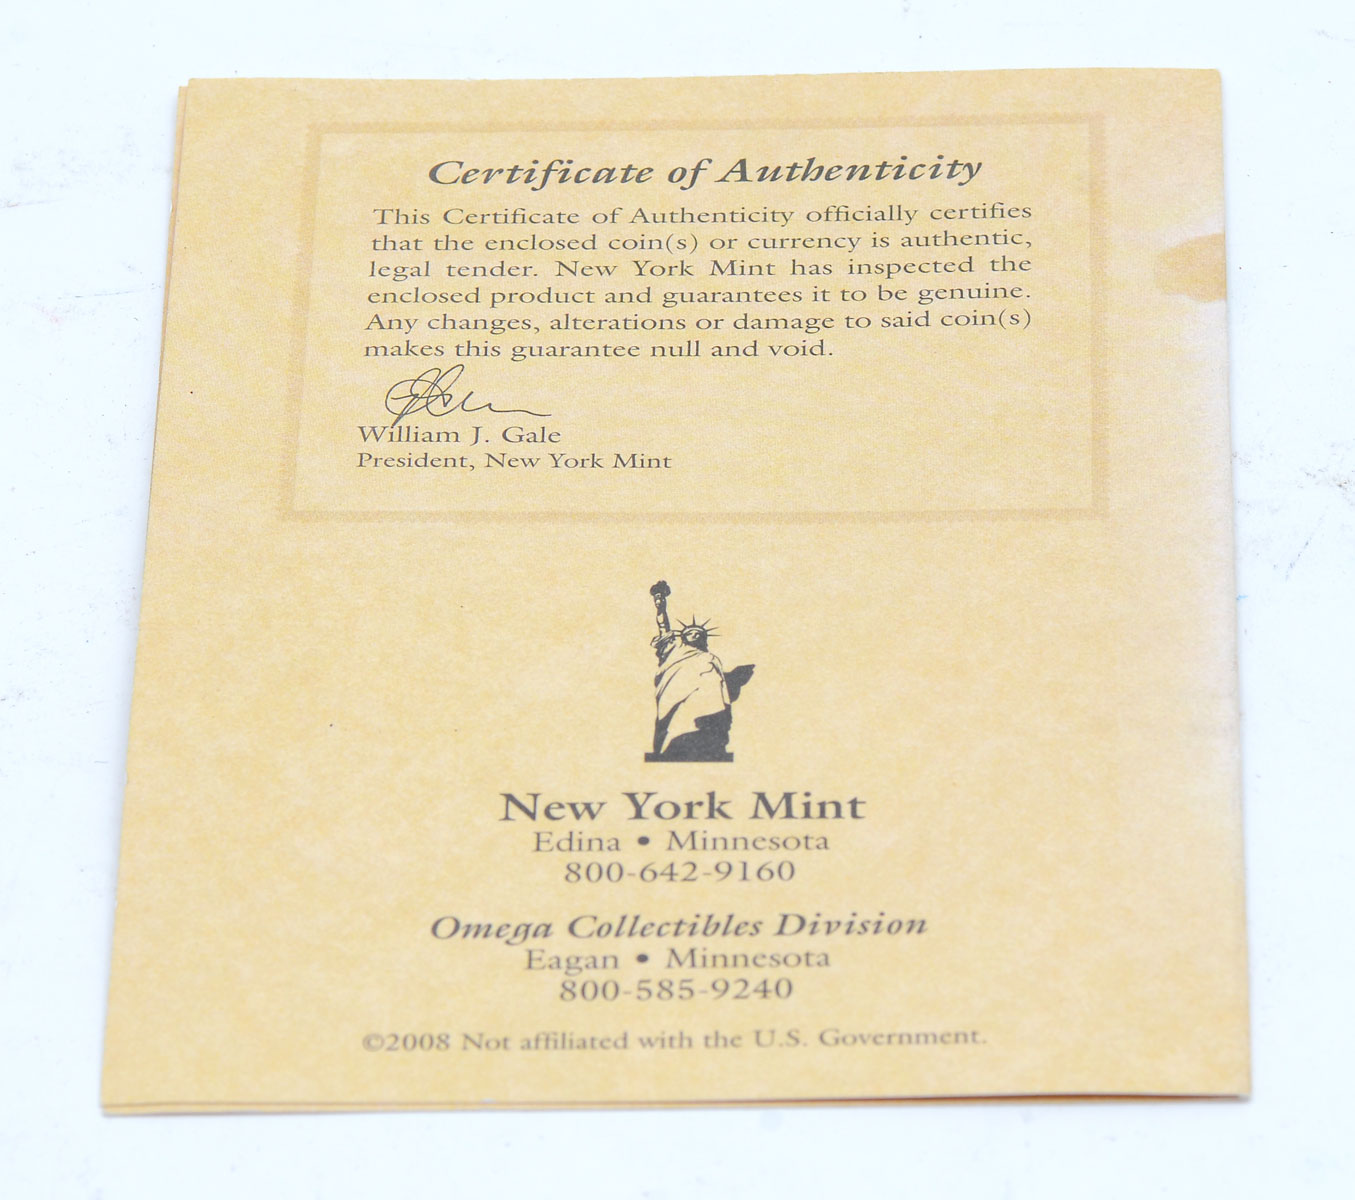 Certificate of Authenticity
This Certificate of Authenticity officially certifies
that the enclosed coin(s) or currency is authentic,
legal tender. New York Mint has inspected the
enclosed product and guarantees it to be genuine.
Any changes, alterations or damage to said coin(s)
makes this guarantee null and void.
William J. Gale
President, New York Mint
New York Mint
Edina • Minnesota
800-642-9160
Omega Collectibles Division
Eagan • Minnesota
800-585-9240
©2008 Not affiliated with the U.S. Government.